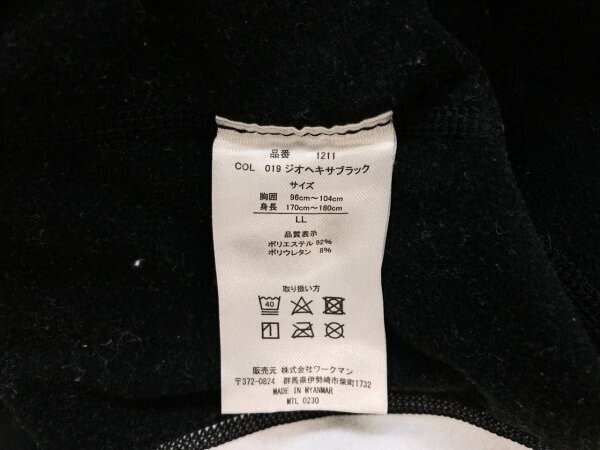 品番 1211
COL 019 ジオヘキサブラック
サイズ
胸囲 96cm～104cm
身長 170cm～180cm
LL
品質表示
ポリエステル 92%
ポリウレタン 8%
取り扱い方
40
販売元 株式会社ワークマン
〒372-0824 群馬県伊勢崎市柴町1732
MADE IN MYANMAR
MTL 0230